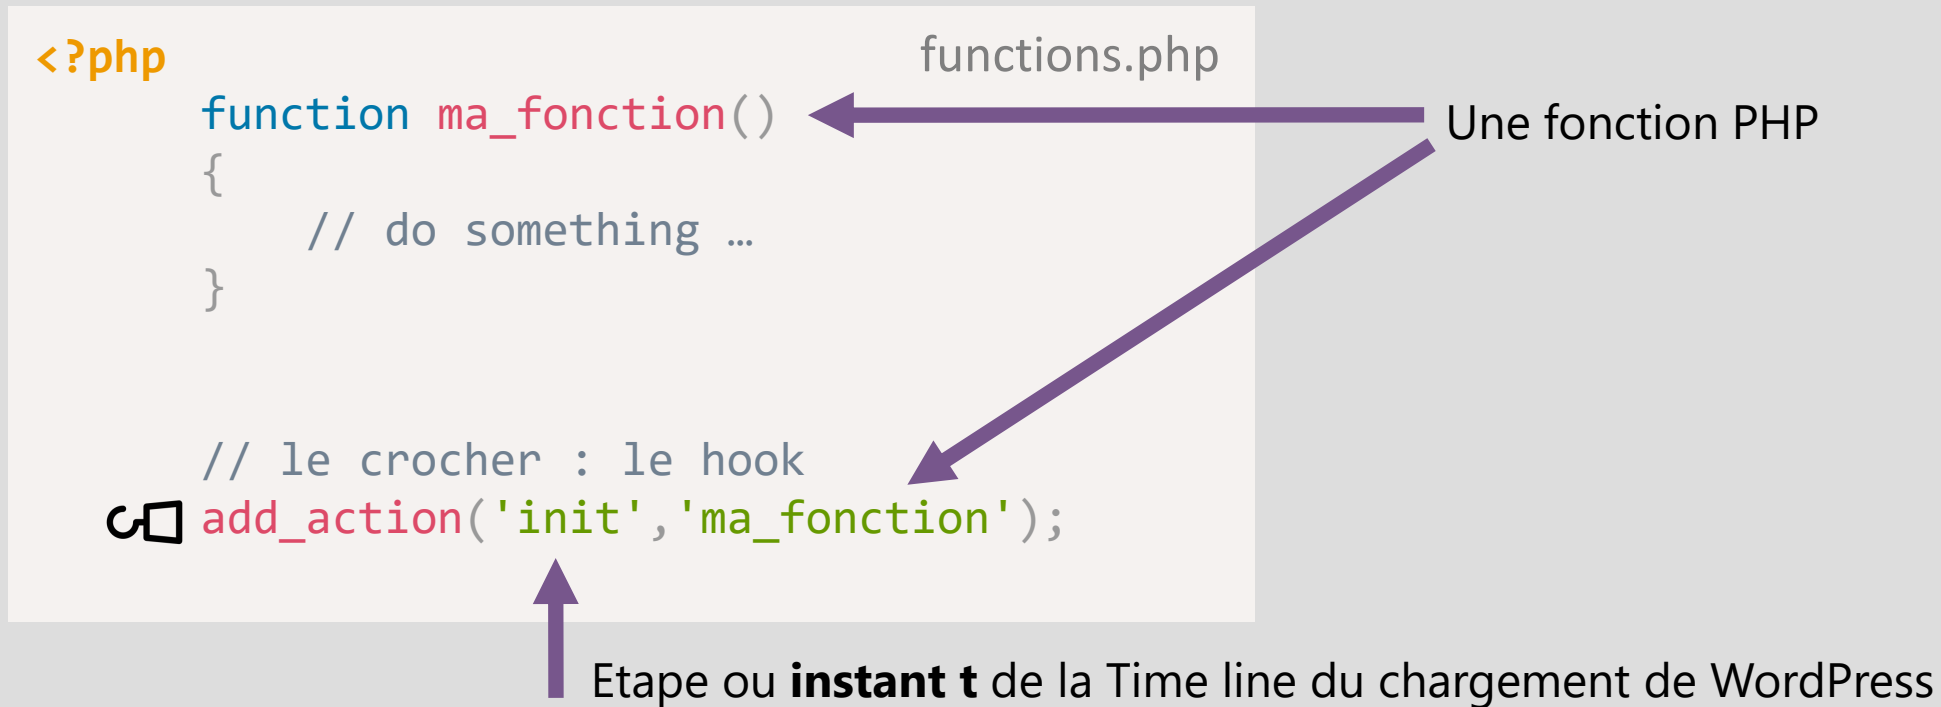 <?php
functions.php
function ma_fonction()
Une fonction PHP
{
// do something …
}
// le crocher : le hook
add_action('init','ma_fonction');
Etape ou instant t de la Time line du chargement de WordPress